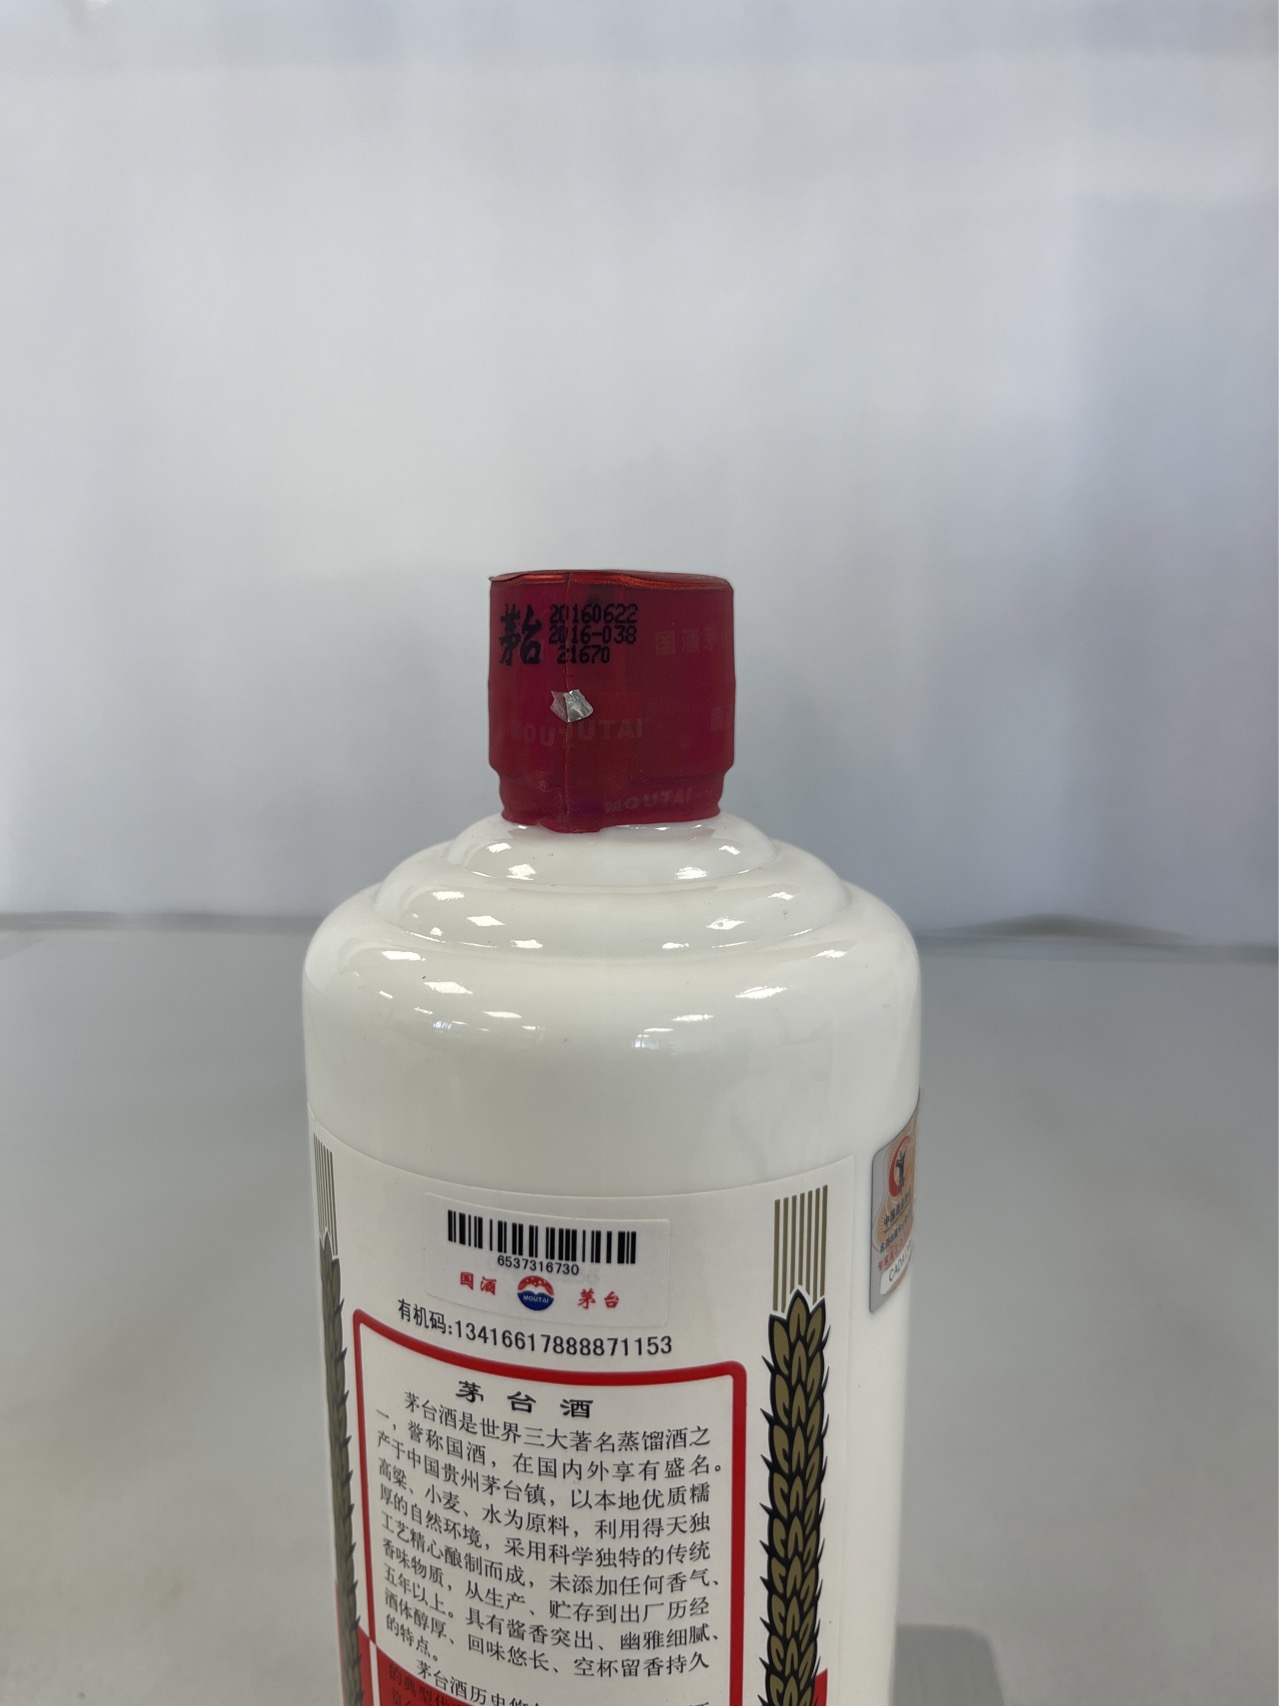 茅台
20160622
2016-038
21670
国酒茅
MOUTAI
MOUTAI
6537316730
国酒
MOUTAI
茅台
有机码:13416617888871153
茅台酒
茅台酒是世界三大著名蒸馏酒之
一，誉称国酒，在国内外享有盛名。
产于中国贵州茅台镇，以本地优质糯
高粱、小麦、水为原料，利用得天独
厚的自然环境，采用科学独特的传统
工艺精心酿制而成，未添加任何香气、
香味物质，从生产、贮存到出厂历经
五年以上。具有酱香突出、幽雅细腻、
酒体醇厚、回味悠长、空杯留香持久
的特点。
茅台酒历史悠
的典型代